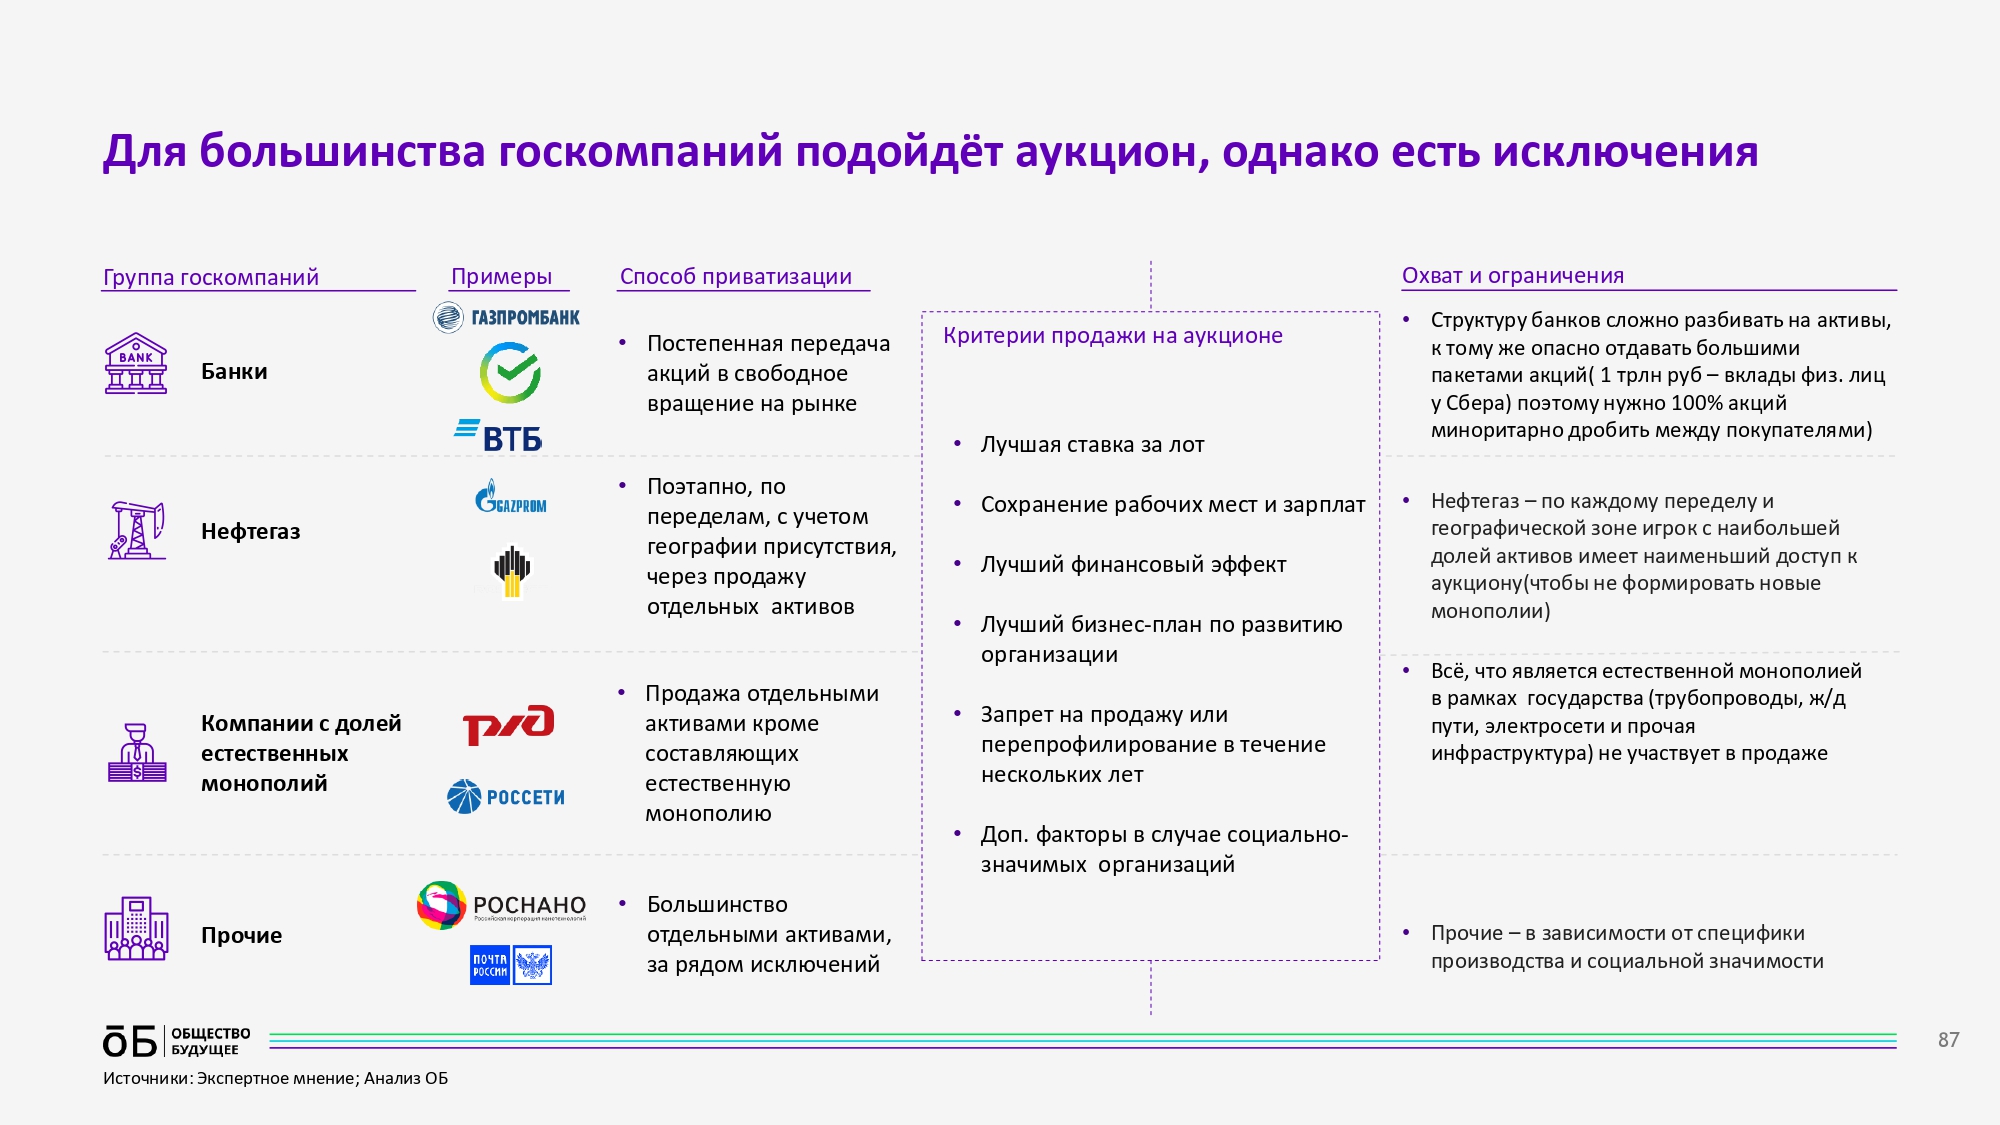 Для большинства госкомпаний подойдёт аукцион, однако есть исключения
Группа госкомпаний
Примеры
Способ приватизации
Охват и ограничения
BANK
Банки
ГАЗПРОМБАНК
ВТБ
• Постепенная передача
акций в свободное
вращение на рынке
• Структуру банков сложно разбивать на активы,
к тому же опасно отдавать большими
пакетами акций( 1 трлн руб – вклады физ. лиц
у Сбера) поэтому нужно 100% акций
миноритарно дробить между покупателями)
Нефтегаз
GAZPROM
• Поэтапно, по
переделам, с учетом
географии присутствия,
через продажу
отдельных активов
• Нефтегаз – по каждому переделу и
географической зоне игрок с наибольшей
долей активов имеет наименьший доступ к
аукциону(чтобы не формировать новые
монополии)
Компании с долей
естественных
монополий
$
ржд
РОССЕТИ
• Продажа отдельными
активами кроме
составляющих
естественную
монополию
• Всё, что является естественной монополией
в рамках государства (трубопроводы, ж/д
пути, электросети и прочая
инфраструктура) не участвует в продаже
Прочие
РОСНАНО
Российская корпорация нанотехнологий
ПОЧТА
РОССИИ
• Большинство
отдельными активами,
за рядом исключений
• Прочие – в зависимости от специфики
производства и социальной значимости
Критерии продажи на аукционе
• Лучшая ставка за лот
• Сохранение рабочих мест и зарплат
• Лучший финансовый эффект
• Лучший бизнес-план по развитию
организации
• Запрет на продажу или
перепрофилирование в течение
нескольких лет
• Доп. факторы в случае социально-
значимых организаций
ōБ
ОБЩЕСТВО
БУДУЩЕЕ
87
Источники: Экспертное мнение; Анализ ОБ